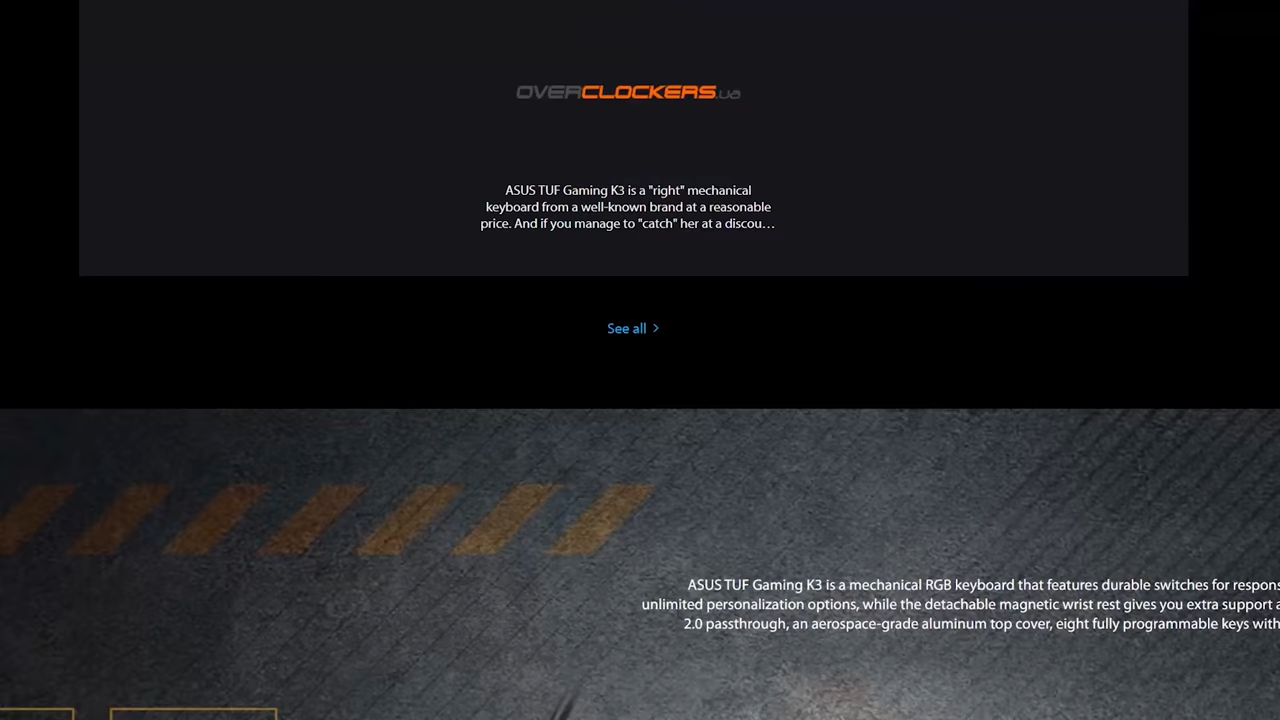 OVERCLOCKERS.ua
ASUS TUF Gaming K3 is a "right" mechanical
keyboard from a well-known brand at a reasonable
price. And if you manage to "catch" her at a discou…
See all >
ASUS TUF Gaming K3 is a mechanical RGB keyboard that features durable switches for respons
unlimited personalization options, while the detachable magnetic wrist rest gives you extra support a
2.0 passthrough, an aerospace-grade aluminum top cover, eight fully programmable keys with